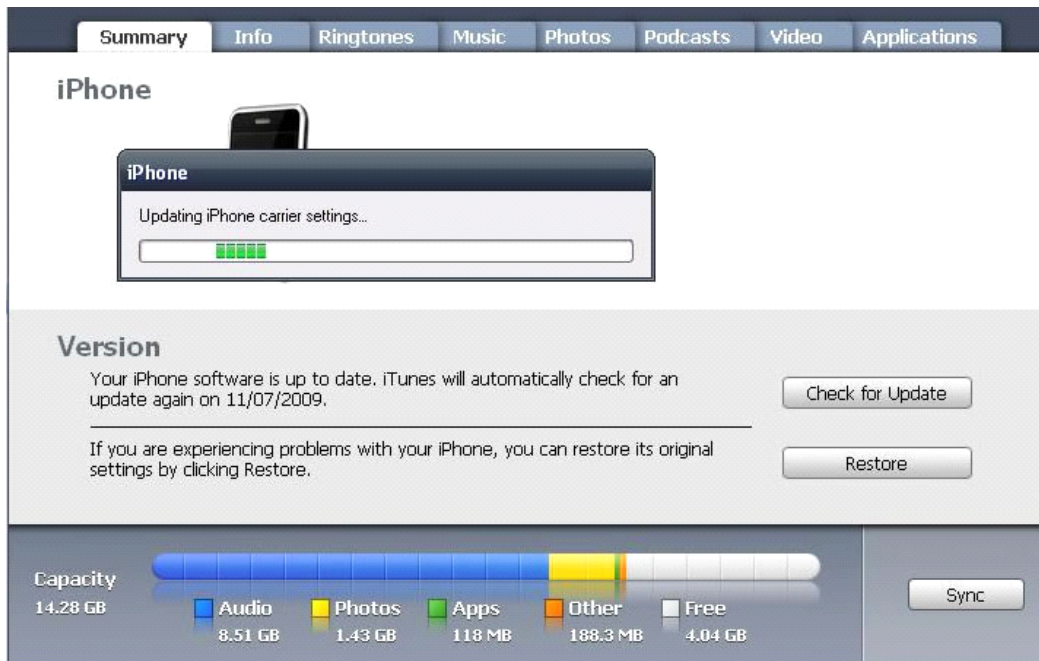 Summary Info Ringtones Music Photos Podcasts Video Applications
iPhone
iPhone
Updating iPhone carrier settings...
Version
Your iPhone software is up to date. iTunes will automatically check for an
update again on 11/07/2009.
Check for Update
If you are experiencing problems with your iPhone, you can restore its original
settings by clicking Restore.
Restore
Capacity
14.28 GB
Audio
8.51 GB
Photos
1.43 GB
Apps
118 MB
Other
188.3 MB
Free
4.04 GB
Sync